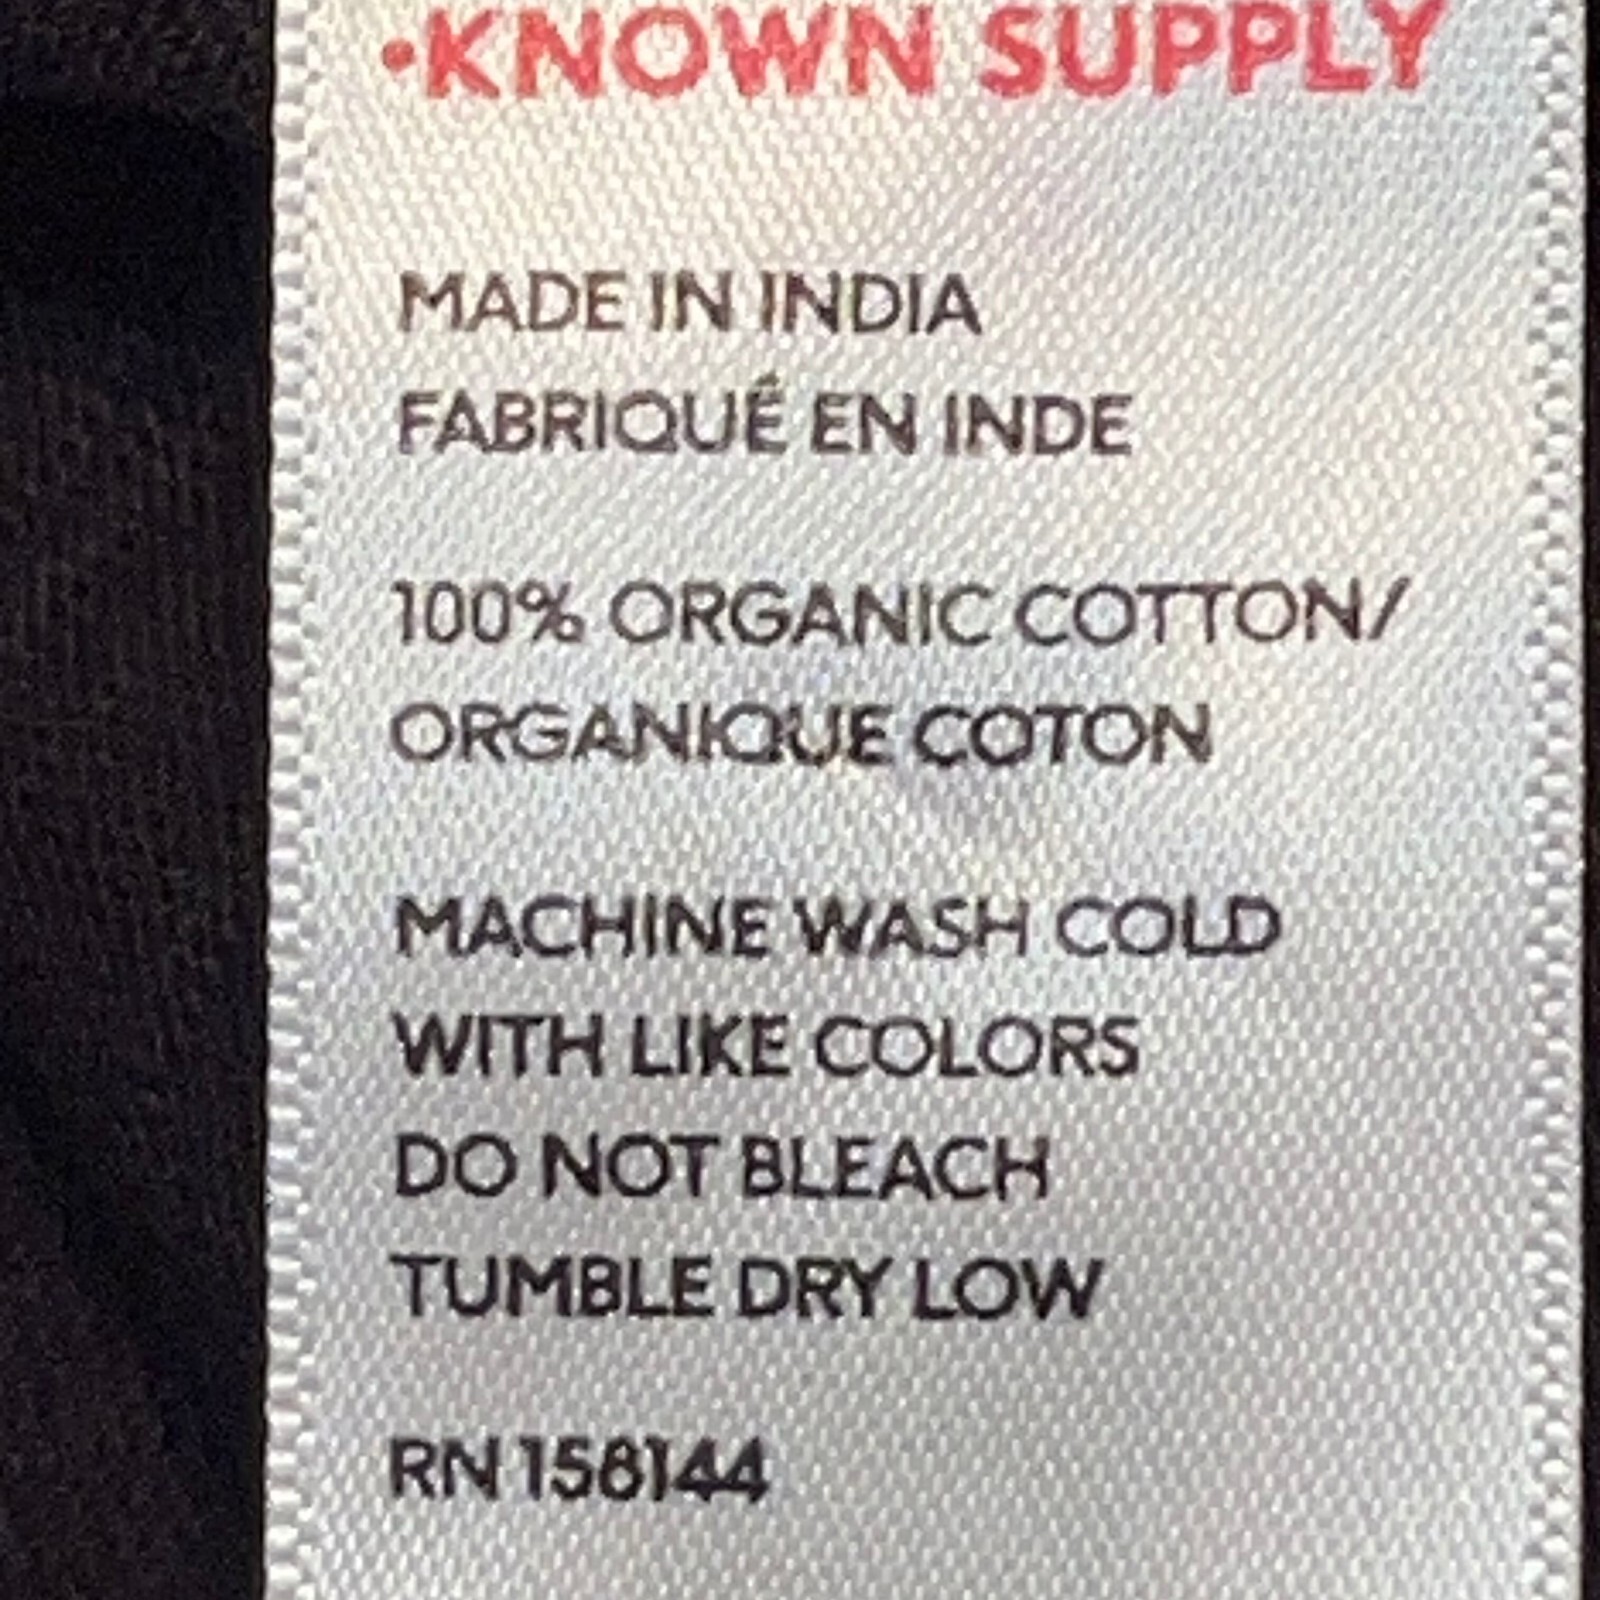 •KNOWN SUPPLY
MADE IN INDIA
FABRIQUÉ EN INDE
100% ORGANIC COTTON/
ORGANIQUE COTON
MACHINE WASH COLD
WITH LIKE COLORS
DO NOT BLEACH
TUMBLE DRY LOW
RN 158144